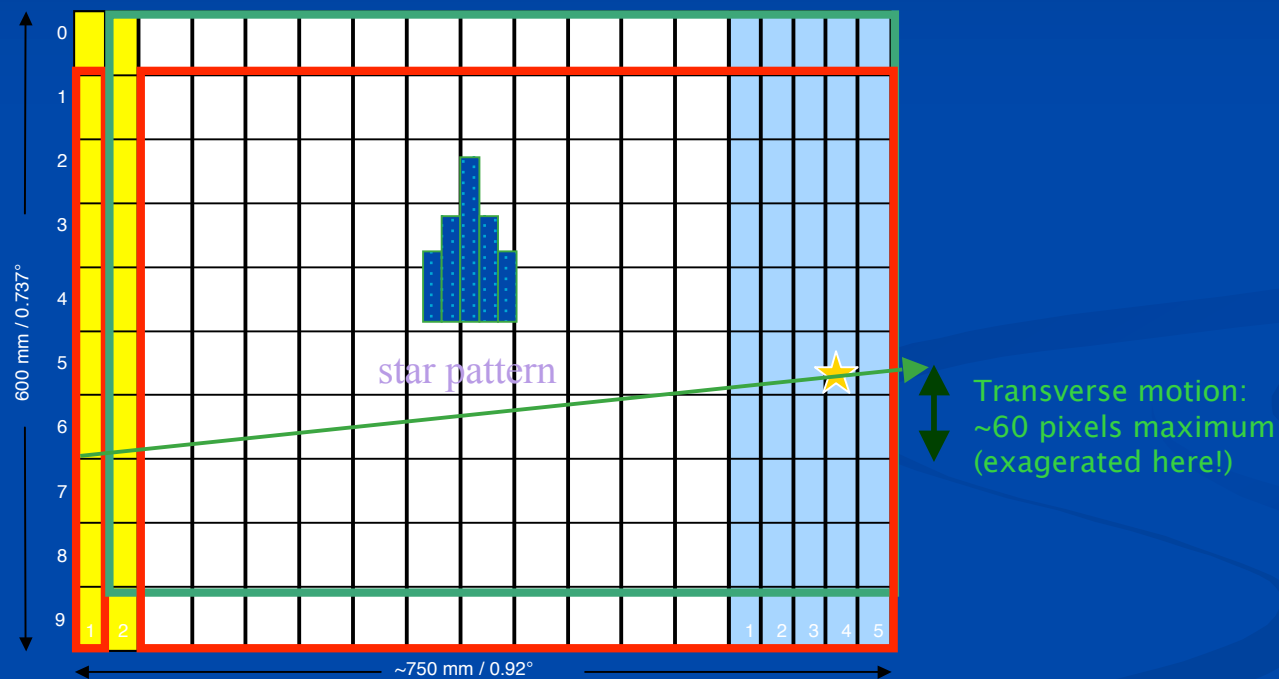 0
1
2
3
4
5
6
7
8
9
600 mm / 0.737°
star pattern
Transverse motion:
~60 pixels maximum
(exagerated here!)
1 2 1 2 3 4 5
~750 mm / 0.92°